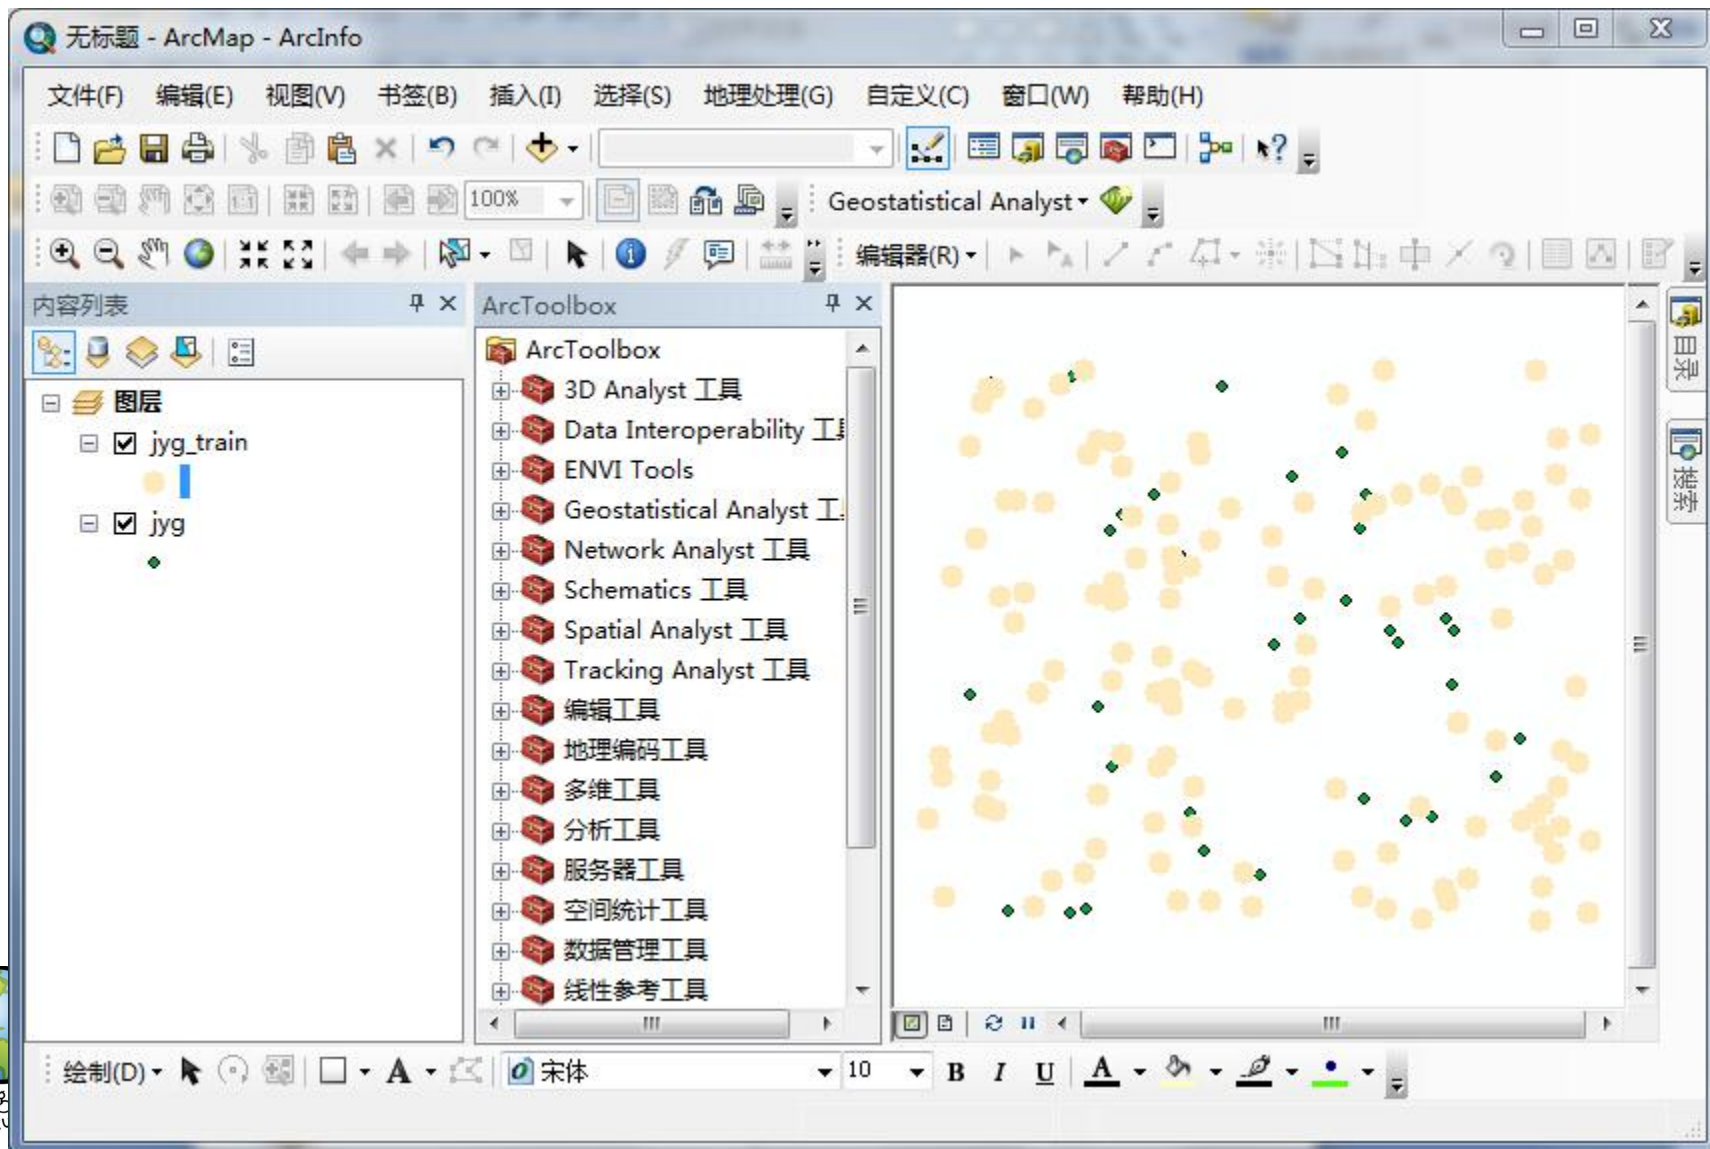 无标题 - ArcMap - ArcInfo
文件(F) 编辑(E) 视图(V) 书签(B) 插入(I) 选择(S) 地理处理(G) 自定义(C) 窗口(W) 帮助(H)
100%
Geostatistical Analyst
编辑器(R)
内容列表
图层
jyg_train
jyg
ArcToolbox
ArcToolbox
3D Analyst 工具
Data Interoperability 工
ENVI Tools
Geostatistical Analyst 工
Network Analyst 工具
Schematics 工具
Spatial Analyst 工具
Tracking Analyst 工具
编辑工具
地理编码工具
多维工具
分析工具
服务器工具
空间统计工具
数据管理工具
线性参考工具
目录
搜索
绘制(D) A 宋体 10 B I U A